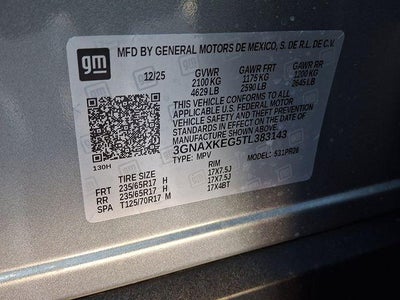 gm
MFD BY GENERAL MOTORS DE MEXICO, S. DE R.L. DE C.V.
12/25 GVWR GAWR FRT GAWR RR
2100 KG 1175 KG 1200 KG
4629 LB 2590 LB 2645 LB
THIS VEHICLE CONFORMS TO ALL
APPLICABLE U.S. FEDERAL MOTOR
VEHICLE SAFETY AND THEFT PREVENTION
STANDARDS IN EFFECT ON THE DATE OF
MANUFACTURE SHOWN ABOVE.
3GNAXKEG5TL383143
TYPE: MPV MODEL: 531PR26
130H
TIRE SIZE RIM
FRT 235/65R17 H 17X7.5J
RR 235/65R17 H 17X7.5J
SPA T125/70R17 M 17X4BT